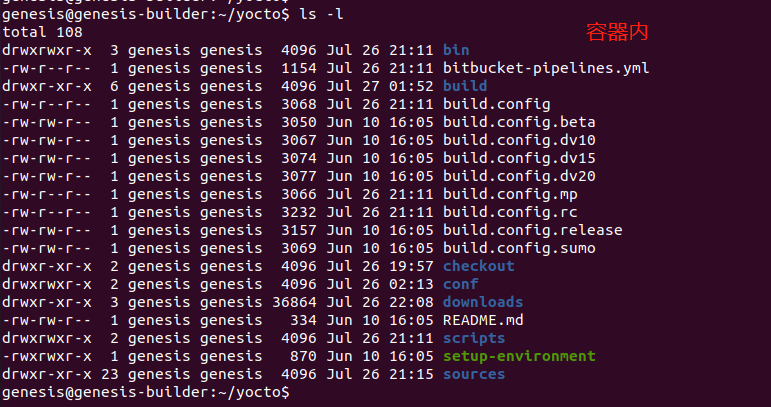 genesis@genesis-builder:~/yocto$
genesis@genesis-builder:~/yocto$ ls -l
容器内
total 108
drwxrwxr-x  3 genesis genesis  4096 Jul 26 21:11 bin
-rw-r--r--  1 genesis genesis  1154 Jul 26 21:11 bitbucket-pipelines.yml
drwxr-xr-x  6 genesis genesis  4096 Jul 27 01:52 build
-rw-r--r--  1 genesis genesis  3068 Jul 26 21:11 build.config
-rw-rw-r--  1 genesis genesis  3050 Jun 10 16:05 build.config.beta
-rw-rw-r--  1 genesis genesis  3067 Jun 10 16:05 build.config.dv10
-rw-rw-r--  1 genesis genesis  3074 Jun 10 16:05 build.config.dv15
-rw-rw-r--  1 genesis genesis  3077 Jun 10 16:05 build.config.dv20
-rw-r--r--  1 genesis genesis  3066 Jul 26 21:11 build.config.mp
-rw-r--r--  1 genesis genesis  3232 Jul 26 21:11 build.config.rc
-rw-rw-r--  1 genesis genesis  3157 Jun 10 16:05 build.config.release
-rw-rw-r--  1 genesis genesis  3069 Jun 10 16:05 build.config.sumo
drwxr-xr-x  2 genesis genesis  4096 Jul 26 19:57 checkout
drwxr-xr-x  2 genesis genesis  4096 Jul 26 02:13 conf
drwxr-xr-x  3 genesis genesis 36864 Jul 26 22:08 downloads
-rw-rw-r--  1 genesis genesis   334 Jun 10 16:05 README.md
drwxrwxr-x  2 genesis genesis  4096 Jul 26 21:11 scripts
-rwxrwxr-x  1 genesis genesis   870 Jun 10 16:05 setup-environment
drwxr-xr-x 23 genesis genesis  4096 Jul 26 21:15 sources
genesis@genesis-builder:~/yocto$